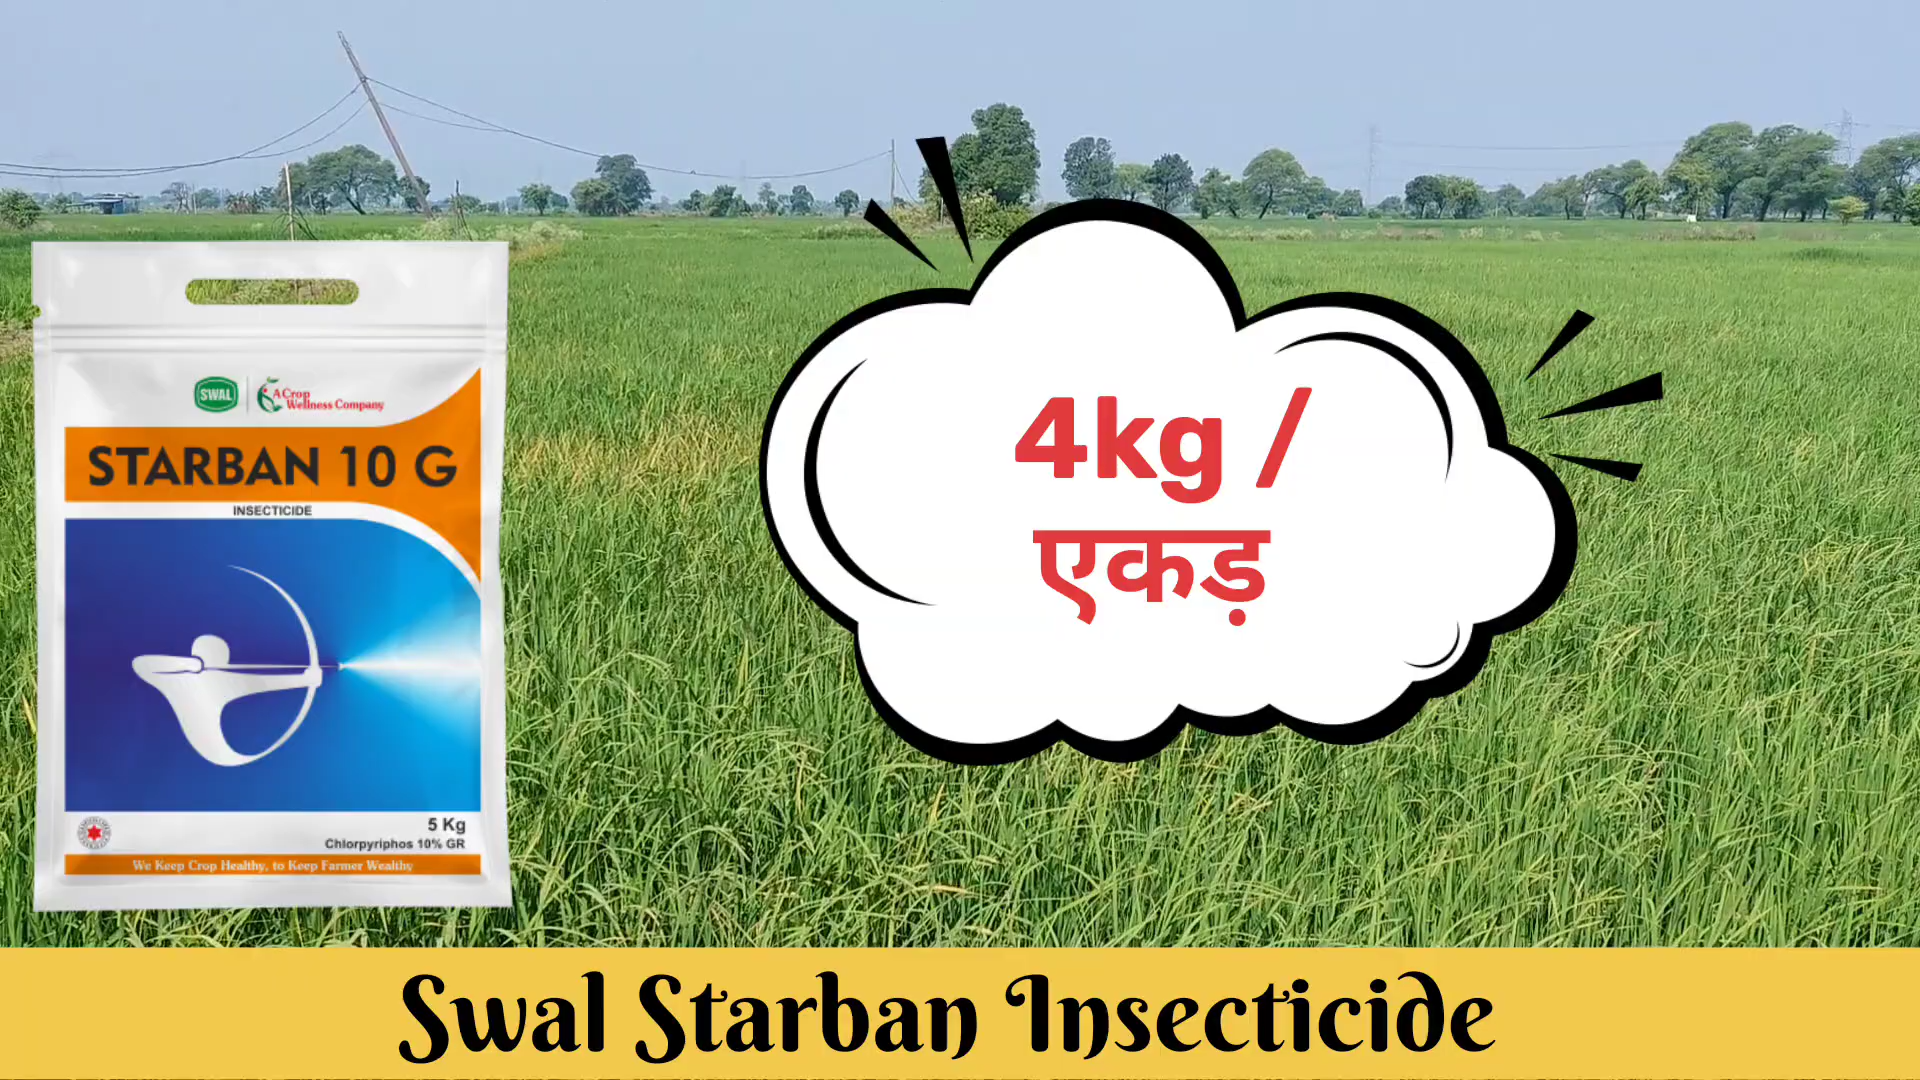 SWAL
A Crop
Wellness Company
STARBAN 10 G
INSECTICIDE
5 Kg
Chlorpyriphos 10% GR
We Keep Crop Healthy, to Keep Farmer Wealthy
4kg /
एकड़
Swal Starban Insecticide